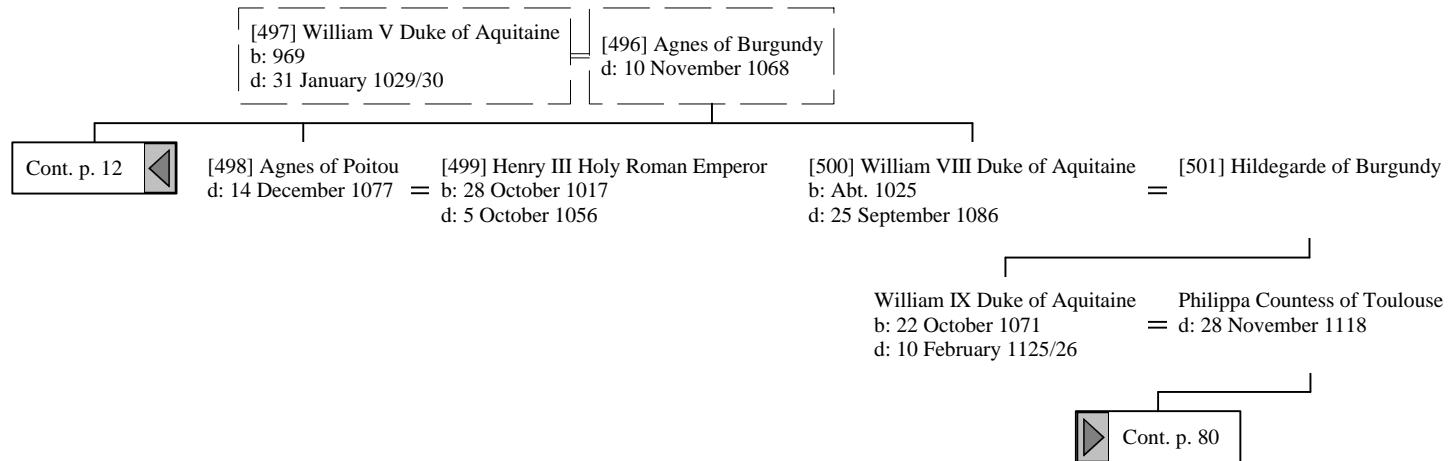 [497] William V Duke of Aquitaine
b: 969
d: 31 January 1029/30
[496] Agnes of Burgundy
d: 10 November 1068
Cont. p. 12
[498] Agnes of Poitou
d: 14 December 1077
=
[499] Henry III Holy Roman Emperor
b: 28 October 1017
d: 5 October 1056
[500] William VIII Duke of Aquitaine
b: Abt. 1025
d: 25 September 1086
=
[501] Hildegarde of Burgundy
William IX Duke of Aquitaine
b: 22 October 1071
d: 10 February 1125/26
=
Philippa Countess of Toulouse
d: 28 November 1118
Cont. p. 80